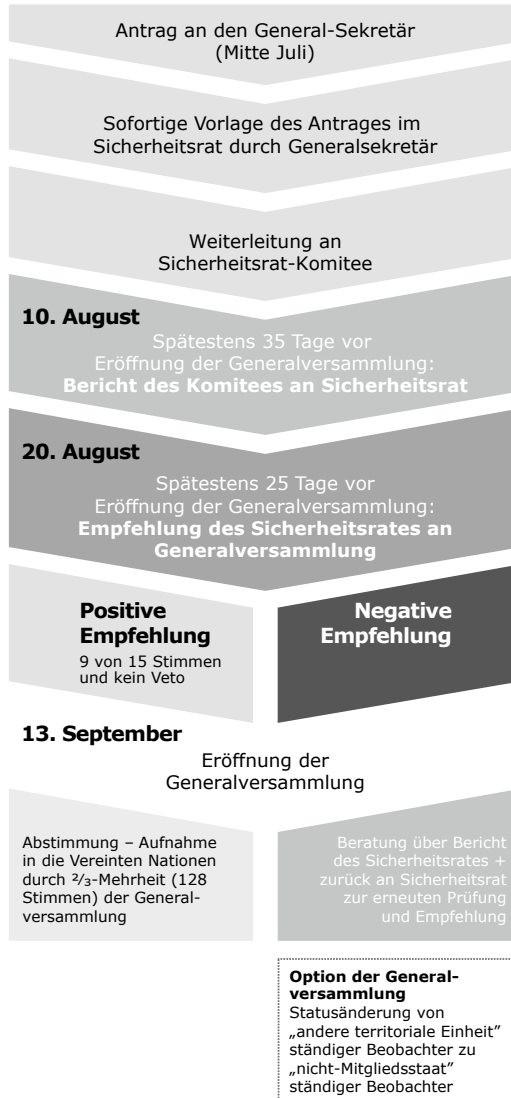 Antrag an den General-Sekretär
(Mitte Juli)
Sofortige Vorlage des Antrages im
Sicherheitsrat durch Generalsekretär
Weiterleitung an
Sicherheitsrat-Komitee
10. August
Spätestens 35 Tage vor
Eröffnung der Generalversammlung:
Bericht des Komitees an Sicherheitsrat
20. August
Spätestens 25 Tage vor
Eröffnung der Generalversammlung:
Empfehlung des Sicherheitsrates an
Generalversammlung
Positive
Empfehlung
9 von 15 Stimmen
und kein Veto
Negative
Empfehlung
13. September
Eröffnung der
Generalversammlung
Abstimmung – Aufnahme
in die Vereinten Nationen
durch ²/₃-Mehrheit (128
Stimmen) der General-
versammlung
Beratung über Bericht
des Sicherheitsrates +
zurück an Sicherheitsrat
zur erneuten Prüfung
und Empfehlung
Option der General-
versammlung
Statusänderung von
„andere territoriale Einheit”
ständiger Beobachter zu
„nicht-Mitgliedsstaat”
ständiger Beobachter